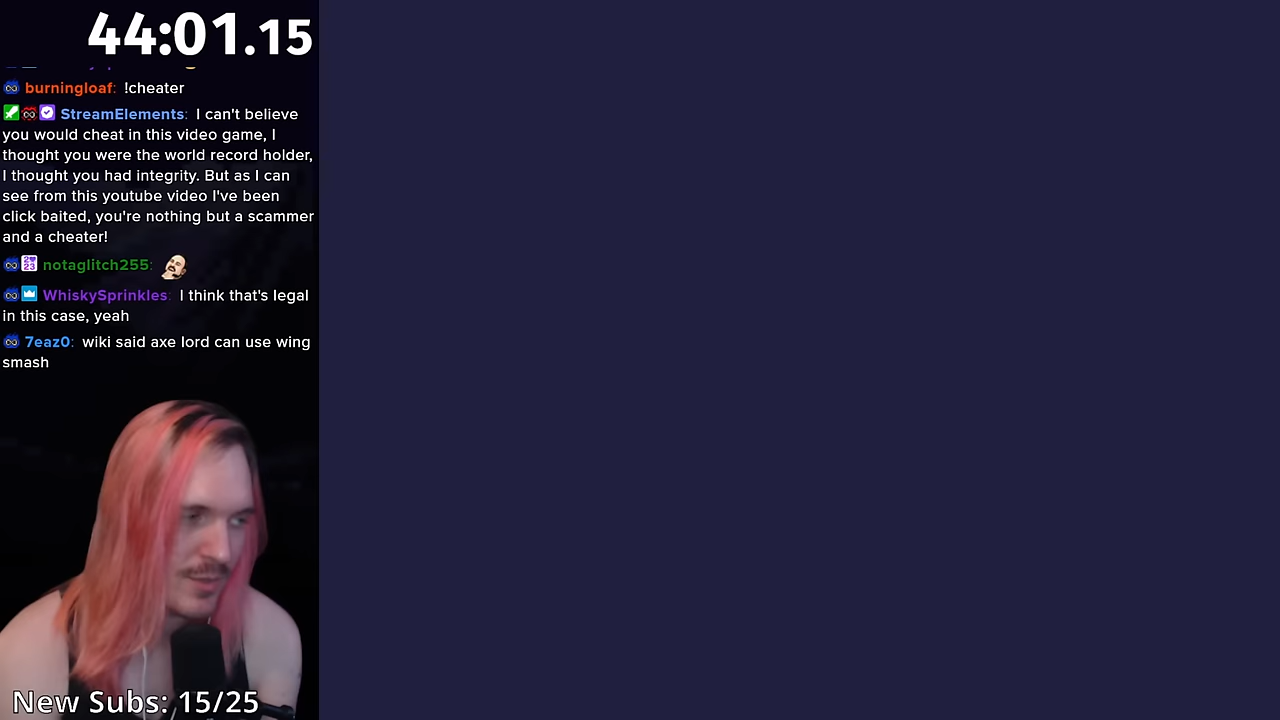 44:01.15
burningloaf: !cheater
StreamElements: I can't believe
you would cheat in this video game, I
thought you were the world record holder,
I thought you had integrity. But as I can
see from this youtube video I've been
click baited, you're nothing but a scammer
and a cheater!
notaglitch255:
WhiskySprinkles: I think that's legal
in this case, yeah
7eaz0: wiki said axe lord can use wing
smash
New Subs: 15/25